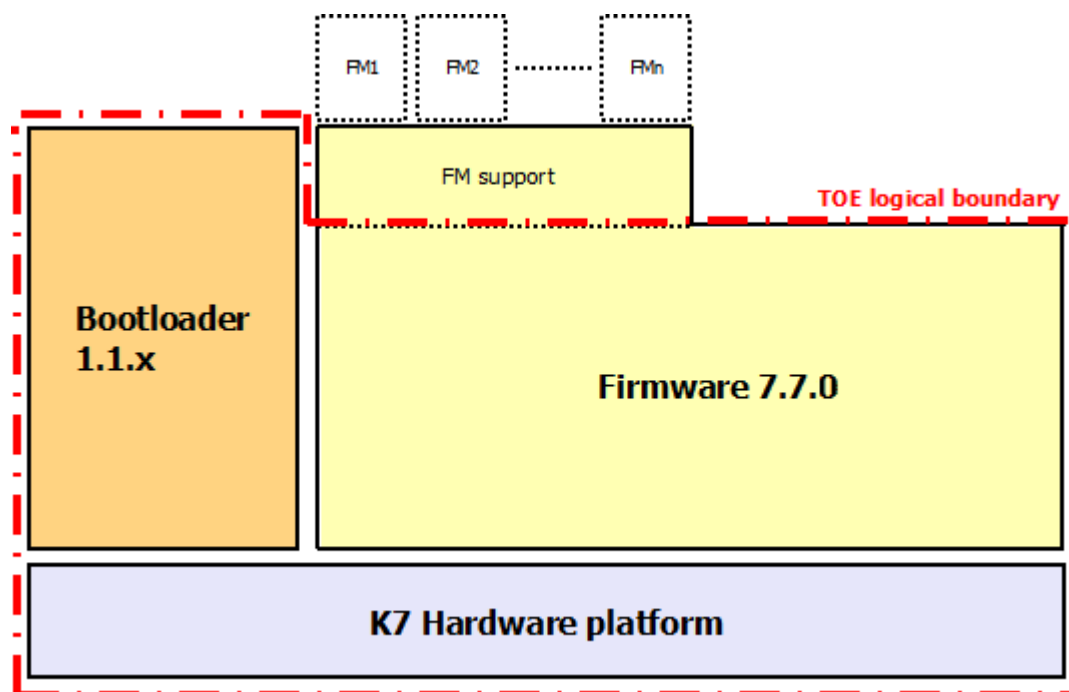 FM1 FM2 FMn
FM support
TOE logical boundary
Bootloader
1.1.x
Firmware 7.7.0
K7 Hardware platform